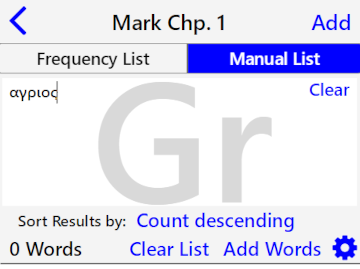 Mark Chp. 1 Add
Frequency List Manual List
αγριος Clear
Gr
Sort Results by: Count descending
0 Words Clear List Add Words